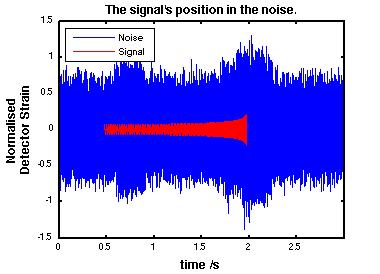 The signal's position in the noise.
1.5
Noise
Signal
1
0.5
0
-0.5
-1
-1.5
Normalised
Detector Strain
0 0.5 1 1.5 2 2.5
time /s